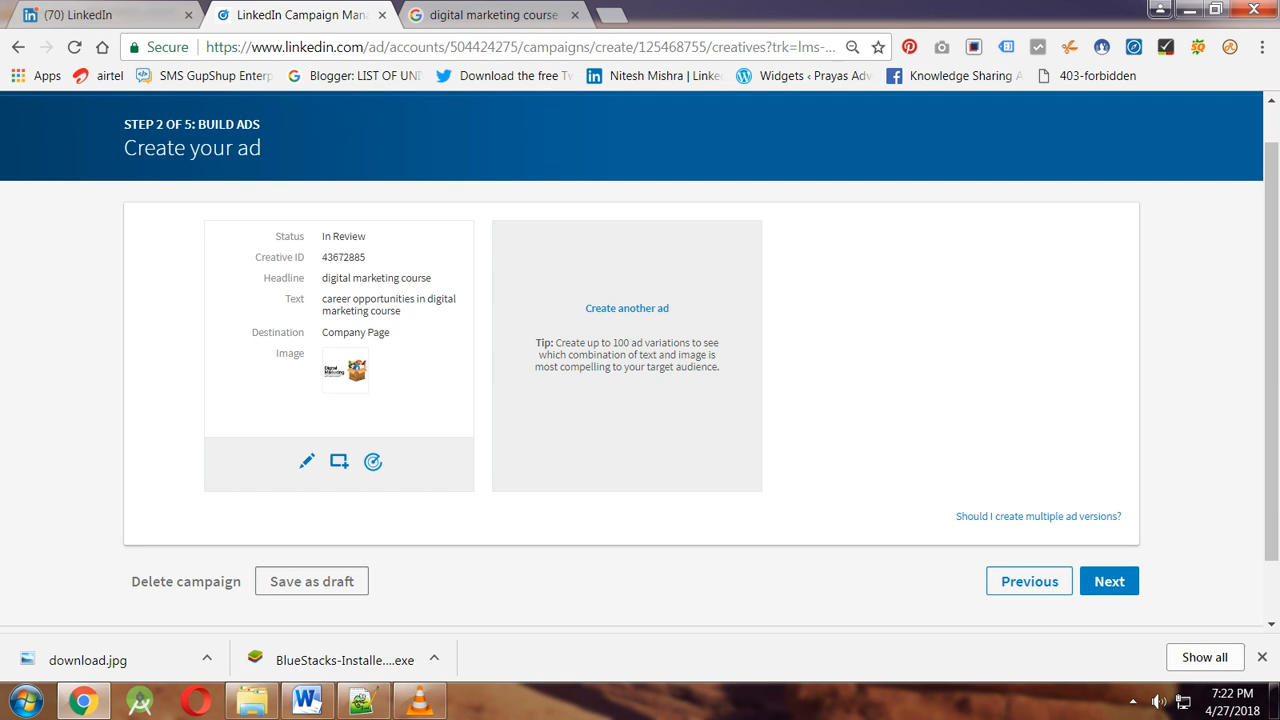 (70) LinkedIn
LinkedIn Campaign Mana
digital marketing course
Secure
https://www.linkedin.com/ad/accounts/504424275/campaigns/create/125468755/creatives?trk=lms-...
Apps
airtel
SMS GupShup Enterp
Blogger: LIST OF UNI
Download the free Tw
Nitesh Mishra | Linke
Widgets ‹ Prayas Adv
Knowledge Sharing A
403-forbidden
STEP 2 OF 5: BUILD ADS
Create your ad
Status In Review
Creative ID 43672885
Headline digital marketing course
Text career opportunities in digital
marketing course
Destination Company Page
Image
Digital
Marketing
Create another ad
Tip: Create up to 100 ad variations to see
which combination of text and image is
most compelling to your target audience.
Should I create multiple ad versions?
Delete campaign
Save as draft
Previous
Next
download.jpg
BlueStacks-Installe....exe
Show all
7:22 PM
4/27/2018